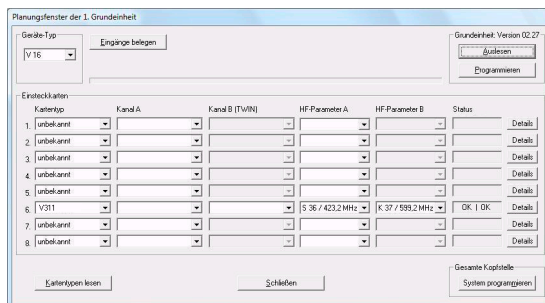 Planungsfenster der 1. Grundeinheit
Geräte-Typ
V 16
Eingänge belegen
Grundeinheit: Version 02.27
Auslesen
Programmieren
Einsteckkarten
Kartentyp Kanal A Kanal B (TWIN) HF-Parameter A HF-Parameter B Status
1. unbekannt Details
2. unbekannt Details
3. unbekannt Details
4. unbekannt Details
5. unbekannt Details
6. V311 S 36 / 423,2 MHz K 37 / 599,2 MHz OK | OK Details
7. unbekannt Details
8. unbekannt Details
Kartentypen lesen
Schließen
Gesamte Kopfstelle
System programmieren